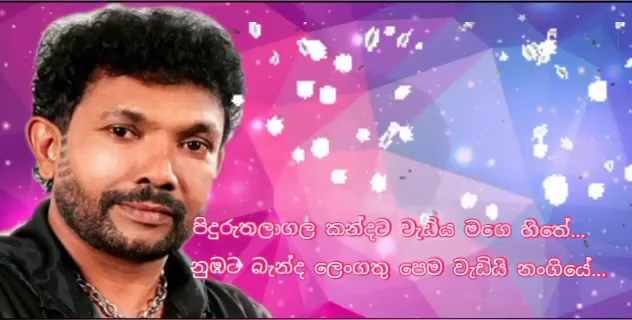 පිදුරුතලාගල කන්දට වැඩිය මගෙ හිතේ...
නුඹට බැන්ද ලෙංගතු පෙම වැඩියි නංගියේ...